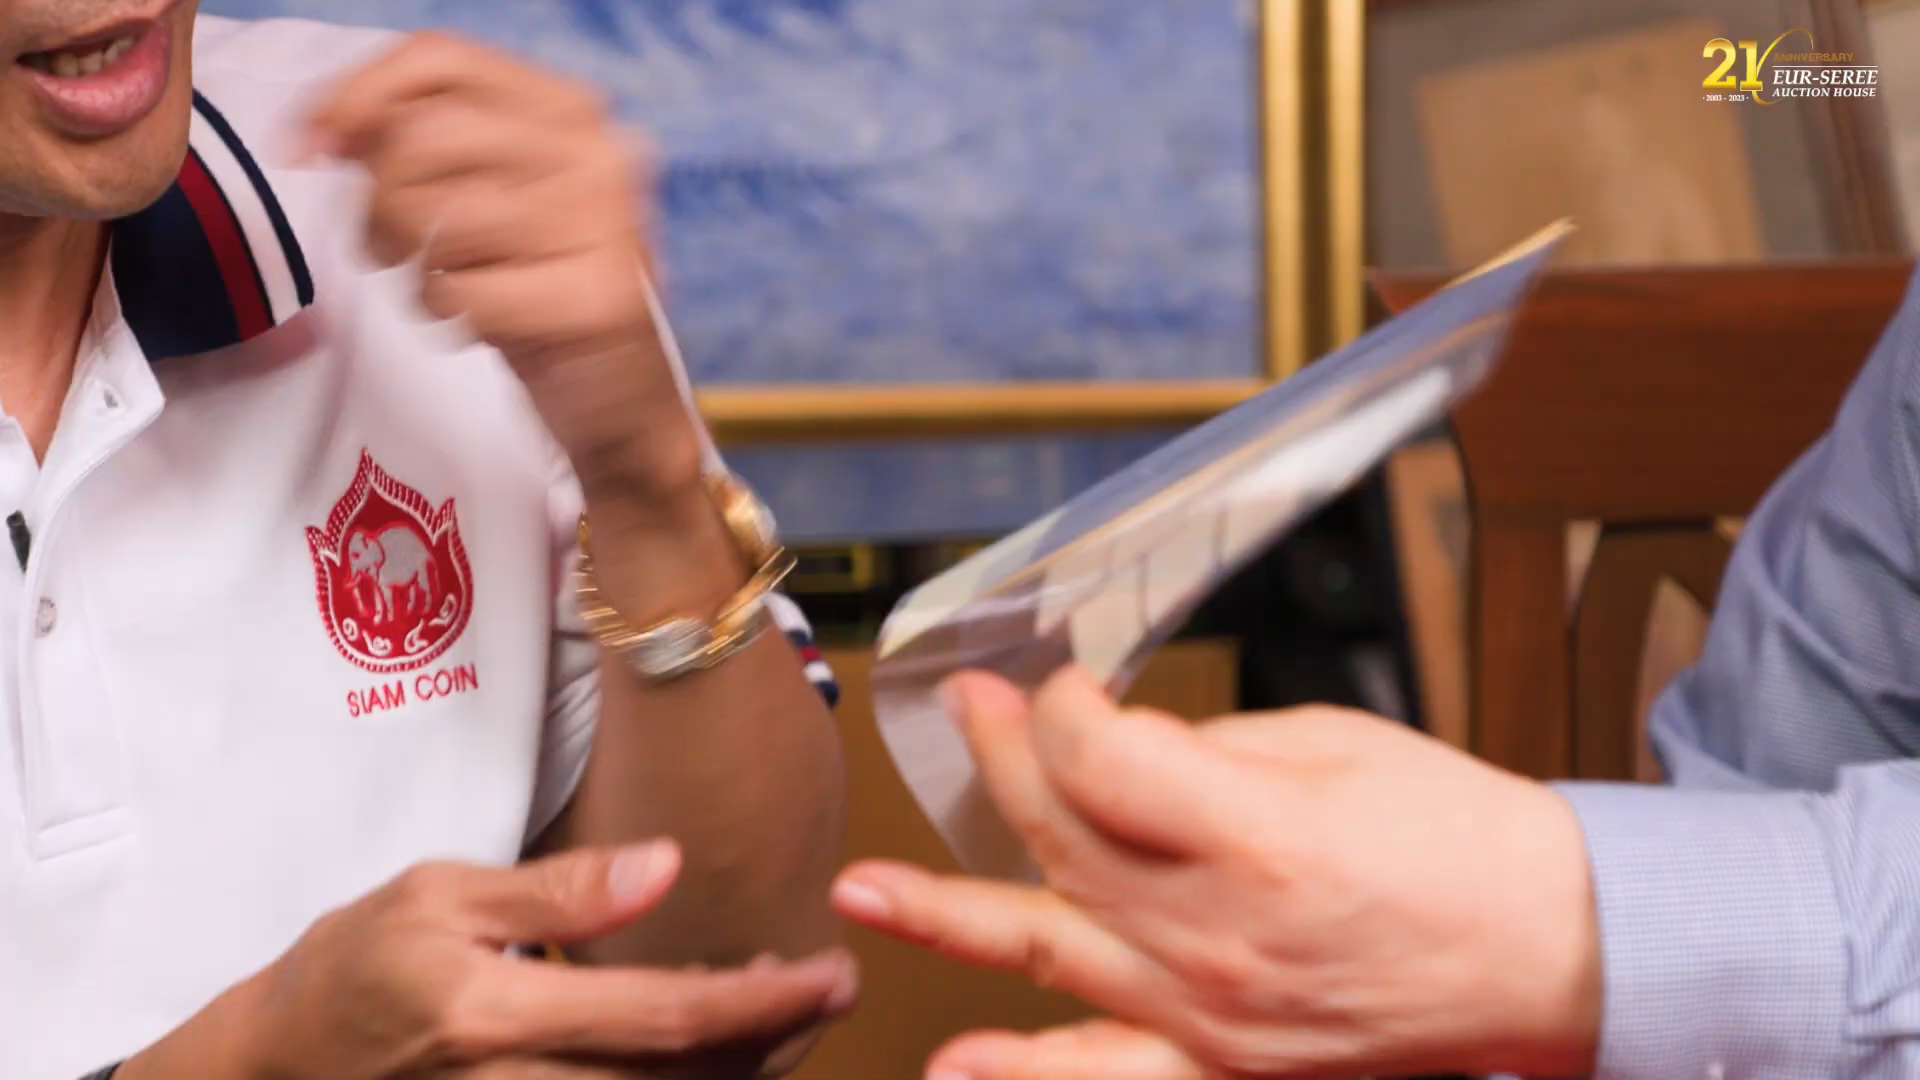 21
ANNIVERSARY
EUR-SEREE
AUCTION HOUSE
·2003 - 2023·
SIAM COIN